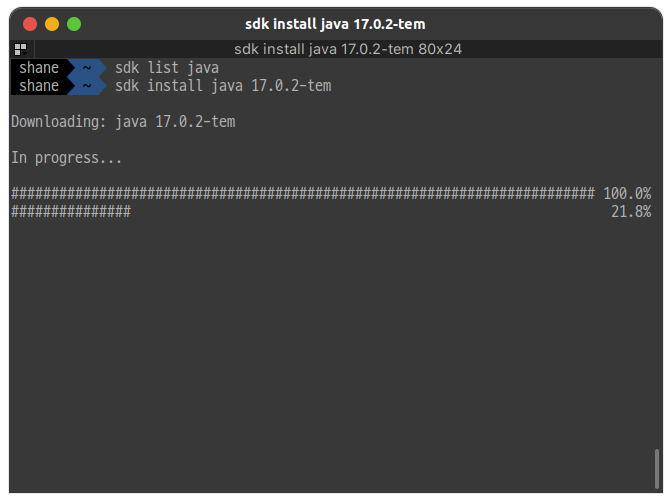 sdk install java 17.0.2-tem
sdk install java 17.0.2-tem 80x24
shane ~ sdk list java
shane ~ sdk install java 17.0.2-tem
Downloading: java 17.0.2-tem
In progress...
######################################################################### 100.0%
############### 21.8%